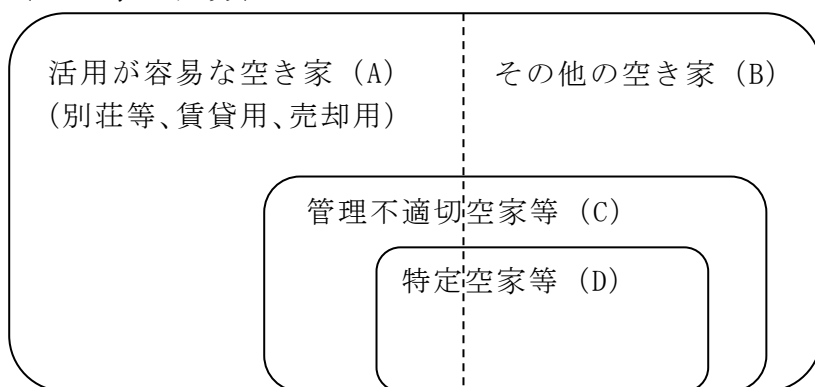 活用が容易な空き家（A）
（別荘等、賃貸用、売却用）
その他の空き家（B）
管理不適切空家等（C）
特定空家等（D）